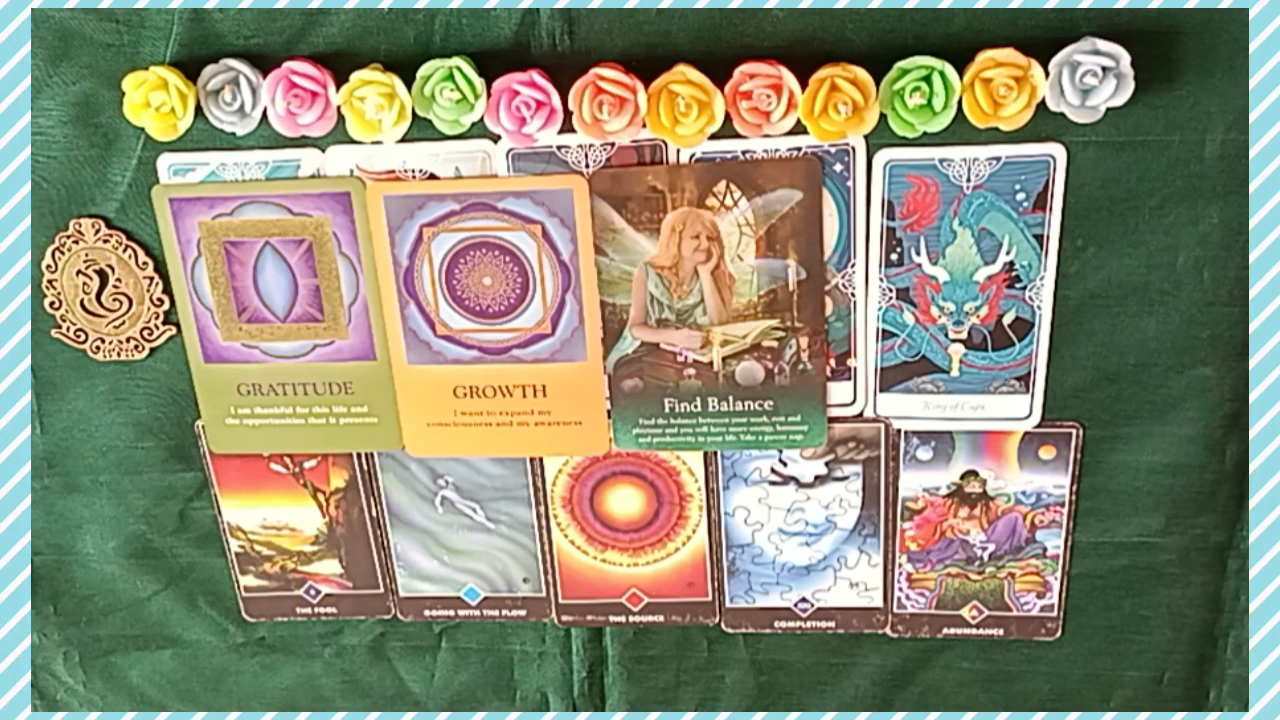 GRATITUDE
I am thankful for this life and
the opportunities that it presents
GROWTH
I want to expand my
consciousness and my awareness
Find Balance
Find the balance between your work, rest and
playtime and you will have more energy, harmony
and productivity in your life. Take a power nap.
King of Cups
THE FOOL
GOING WITH THE FLOW
THE SOURCE
COMPLETION
ABUNDANCE